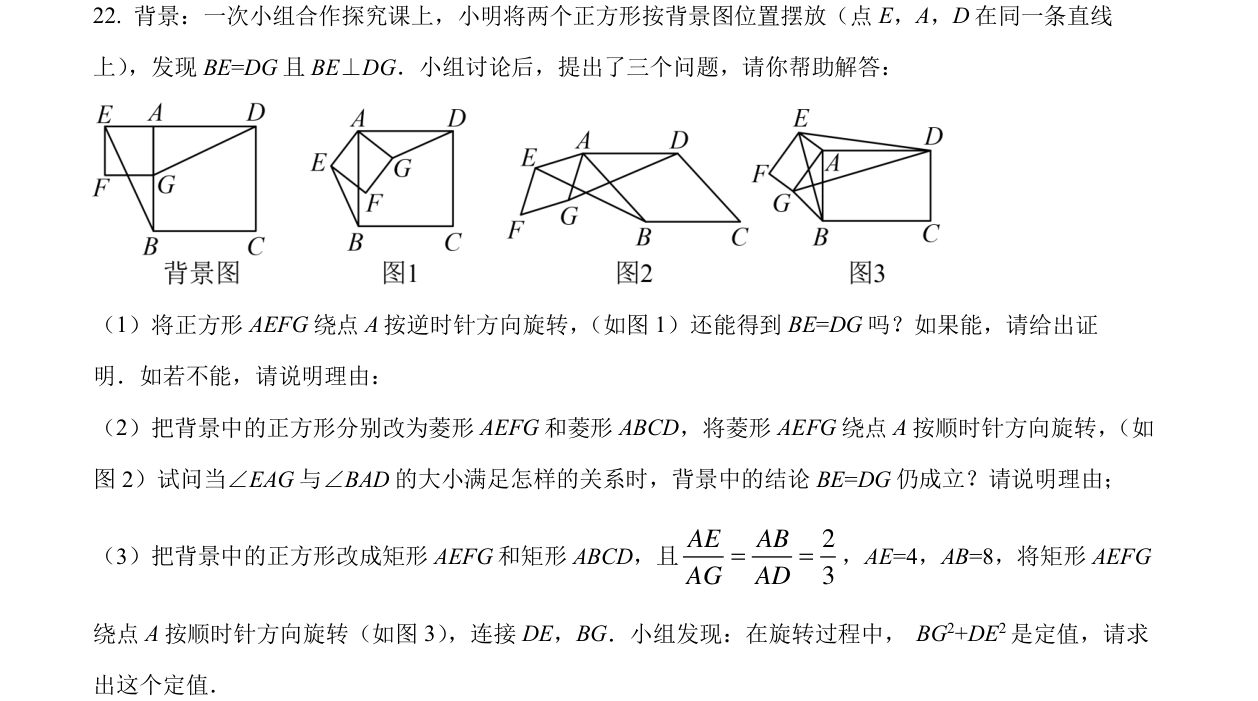 22. 背景：一次小组合作探究课上，小明将两个正方形按背景图位置摆放（点 E，A，D 在同一条直线
上），发现 BE=DG 且 BE⊥DG．小组讨论后，提出了三个问题，请你帮助解答：
E A D
F G
B C
背景图
A D
E G
F
B C
图1
A D
E
F G B C
图2
E
D
F A
G
B C
图3
（1）将正方形 AEFG 绕点 A 按逆时针方向旋转，（如图 1）还能得到 BE=DG 吗？如果能，请给出证
明．如若不能，请说明理由：
（2）把背景中的正方形分别改为菱形 AEFG 和菱形 ABCD，将菱形 AEFG 绕点 A 按顺时针方向旋转，（如
图 2）试问当∠EAG 与∠BAD 的大小满足怎样的关系时，背景中的结论 BE=DG 仍成立？请说明理由；
（3）把背景中的正方形改成矩形 AEFG 和矩形 ABCD，且 AE/AG = AB/AD = 2/3，AE=4，AB=8，将矩形 AEFG
绕点 A 按顺时针方向旋转（如图 3），连接 DE，BG．小组发现：在旋转过程中， BG²+DE² 是定值，请求
出这个定值．